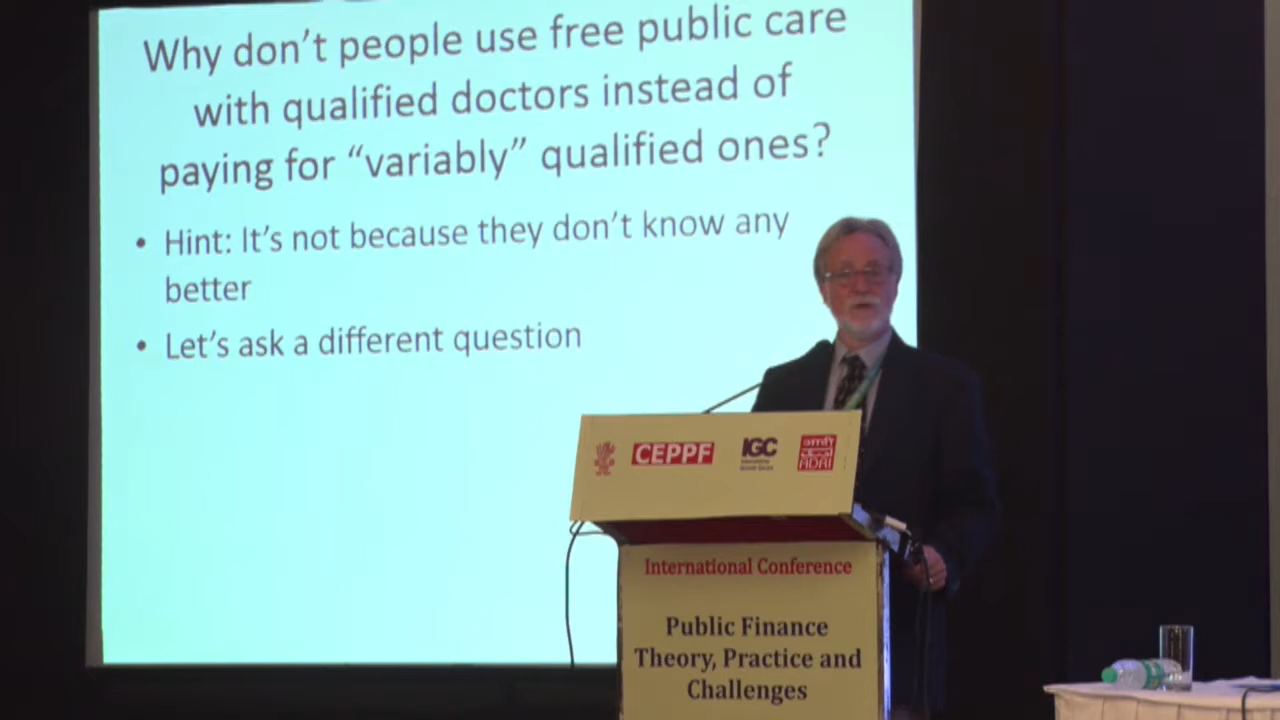 Why don't people use free public care
with qualified doctors instead of
paying for “variably” qualified ones?
• Hint: It's not because they don't know any
better
• Let's ask a different question
CEPPF
IGC
ADRI
International Conference
Public Finance
Theory, Practice and
Challenges